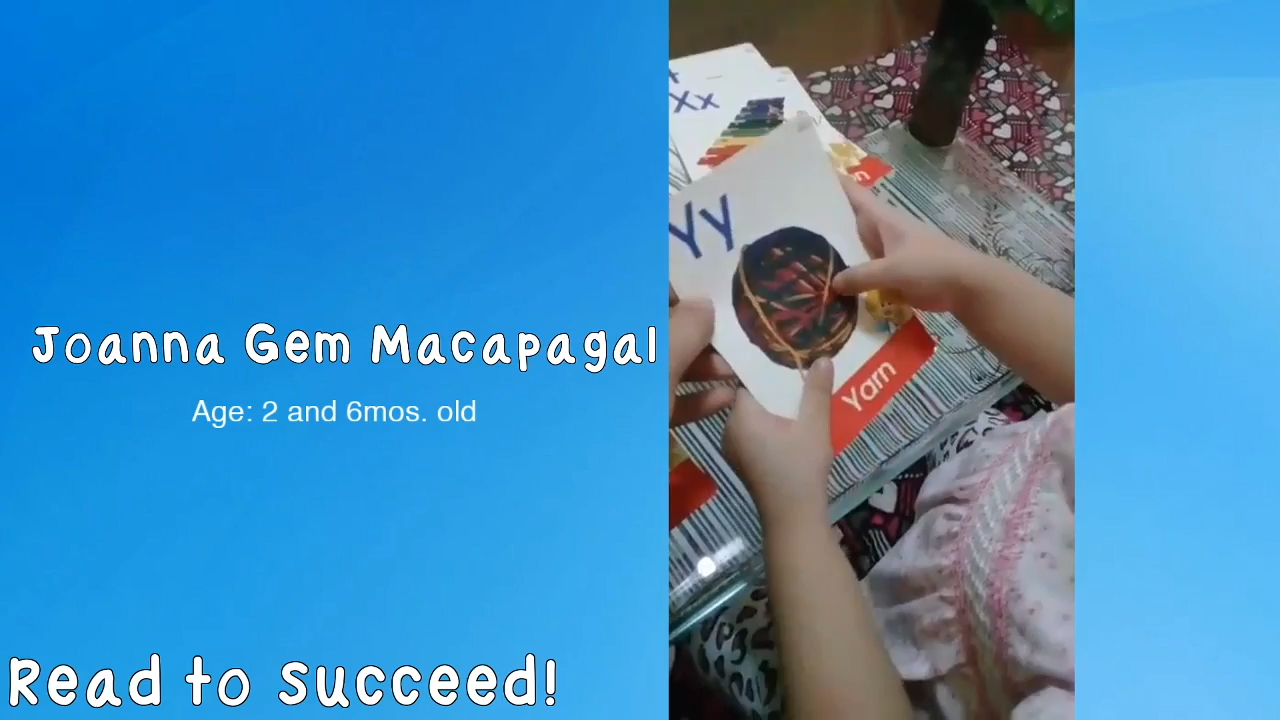 Joanna Gem Macapagal
Age: 2 and 6mos. old
Read to succeed!
Xx
Yy
Yarn